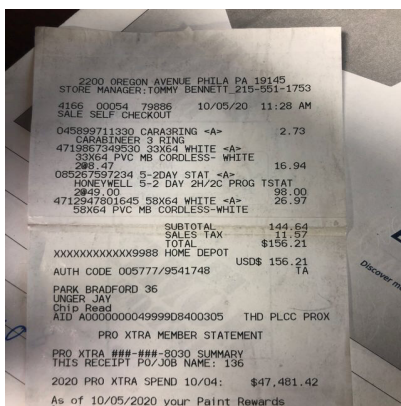 2200 OREGON AVENUE PHILA PA 19145
STORE MANAGER:TOMMY BENNETT 215-551-1753
4166 00054 79886 10/05/20 11:28 AM
SALE SELF CHECKOUT
045899711330 CARA3RING <A> 2.73
CARABINEER 3 RING
4719867349530 33X64 WHITE <A>
33X64 PVC MB CORDLESS- WHITE
2@8.47 16.94
085267597234 5-2DAY STAT <A>
HONEYWELL 5-2 DAY 2H/2C PROG TSTAT
2@49.00 98.00
4712947801645 58X64 WHITE <A> 26.97
58X64 PVC MB CORDLESS-WHITE
SUBTOTAL 144.64
SALES TAX 11.57
TOTAL $156.21
XXXXXXXXXXXX9988 HOME DEPOT
USD$ 156.21
AUTH CODE 005777/9541748 TA
PARK BRADFORD 36
UNGER JAY
Chip Read
AID A0000000049999D8400305 THD PLCC PROX
PRO XTRA MEMBER STATEMENT
PRO XTRA ###-###-8030 SUMMARY
THIS RECEIPT PO/JOB NAME: 136
2020 PRO XTRA SPEND 10/04: $47,481.42
As of 10/05/2020 your Paint Rewards
Discover m